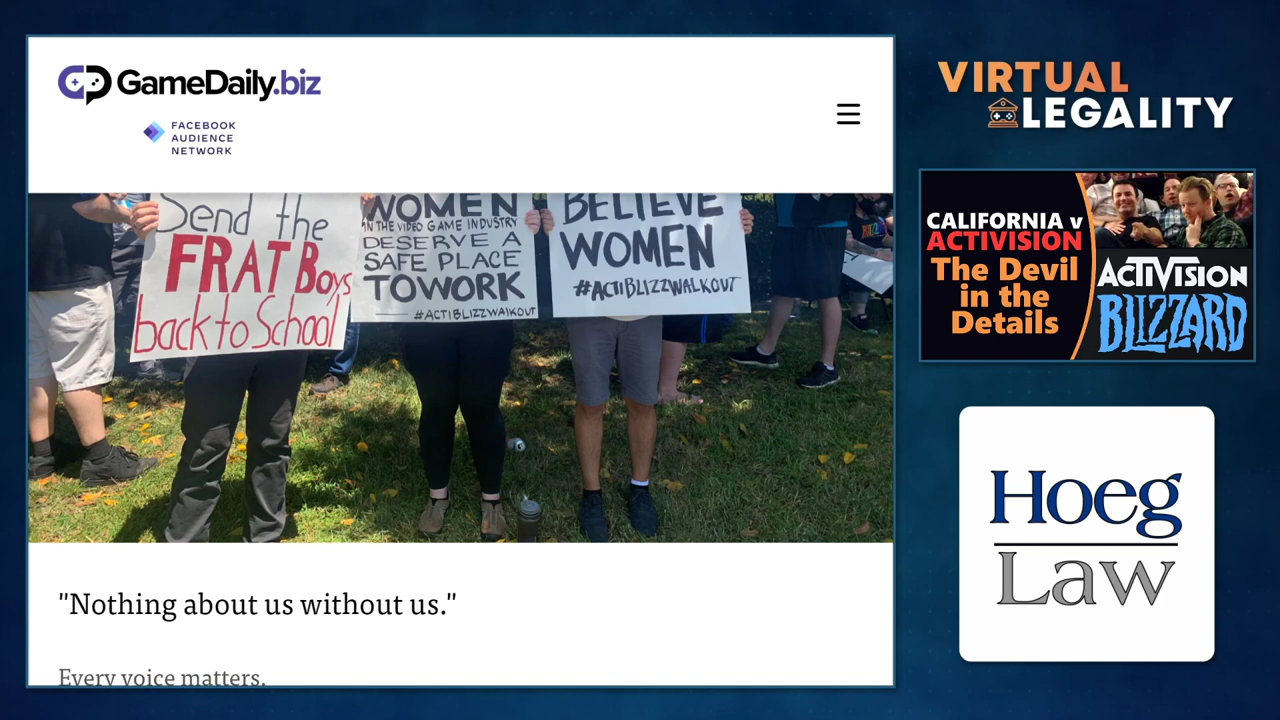 GameDaily.biz
FACEBOOK
AUDIENCE
NETWORK
Send the
FRAT Boys
back to School
WOMEN
IN THE VIDEO GAME INDUSTRY
DESERVE A
SAFE PLACE
TO WORK
#ACTIBLIZZWALKOUT
BELIEVE
WOMEN
#ACTIBLIZZWALKOUT
"Nothing about us without us."
Every voice matters.
VIRTUAL
LEGALITY
CALIFORNIA v
ACTIVISION
The Devil
in the
Details
ACTIVISION
BLIZZARD
Hoeg
Law